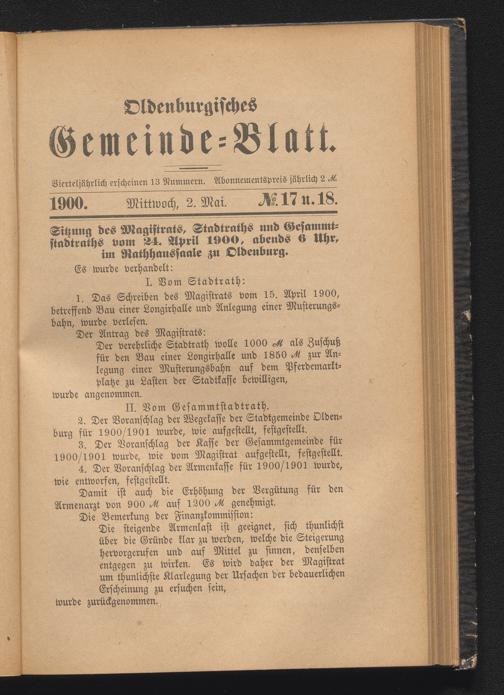 Oldenburgisches
Gemeinde=Blatt.
Vierteljährlich erscheinen 13 Nummern. Abonnementspreis jährlich 2 ℳ.
1900. Mittwoch, 2. Mai. № 17 u. 18.
Sitzung des Magistrats, Stadtraths und Gesammt-
stadtraths vom 24. April 1900, abends 6 Uhr,
im Rathhaussaale zu Oldenburg.
Es wurde verhandelt:
I. Vom Stadtrath:
1. Das Schreiben des Magistrats vom 15. April 1900,
betreffend Bau einer Longirhalle und Anlegung einer Musterungs-
bahn, wurde verlesen.
Der Antrag des Magistrats:
Der verehrliche Stadtrath wolle 1000 ℳ als Zuschuß
für den Bau einer Longirhalle und 1850 ℳ zur An-
legung einer Musterungsbahn auf dem Pferdemarkt-
platze zu Lasten der Stadtkasse bewilligen,
wurde angenommen.
II. Vom Gesammtstadtrath.
2. Der Voranschlag der Wegekasse der Stadtgemeinde Olden-
burg für 1900/1901 wurde, wie aufgestellt, festgestellt.
3. Der Voranschlag der Kasse der Gesammtgemeinde für
1900/1901 wurde, wie vom Magistrat aufgestellt, festgestellt.
4. Der Voranschlag der Armenkasse für 1900/1901 wurde,
wie entworfen, festgestellt.
Damit ist auch die Erhöhung der Vergütung für den
Armenarzt von 900 ℳ auf 1200 ℳ genehmigt.
Die Bemerkung der Finanzkommission:
Die steigende Armenlast ist geeignet, sich thunlichst
über die Gründe klar zu werden, welche die Steigerung
hervorgerufen und auf Mittel zu sinnen, denselben
entgegen zu wirken. Es wird daher der Magistrat
um thunlichste Klarlegung der Ursachen der bedauerlichen
Erscheinung zu ersuchen sein,
wurde zurückgenommen.